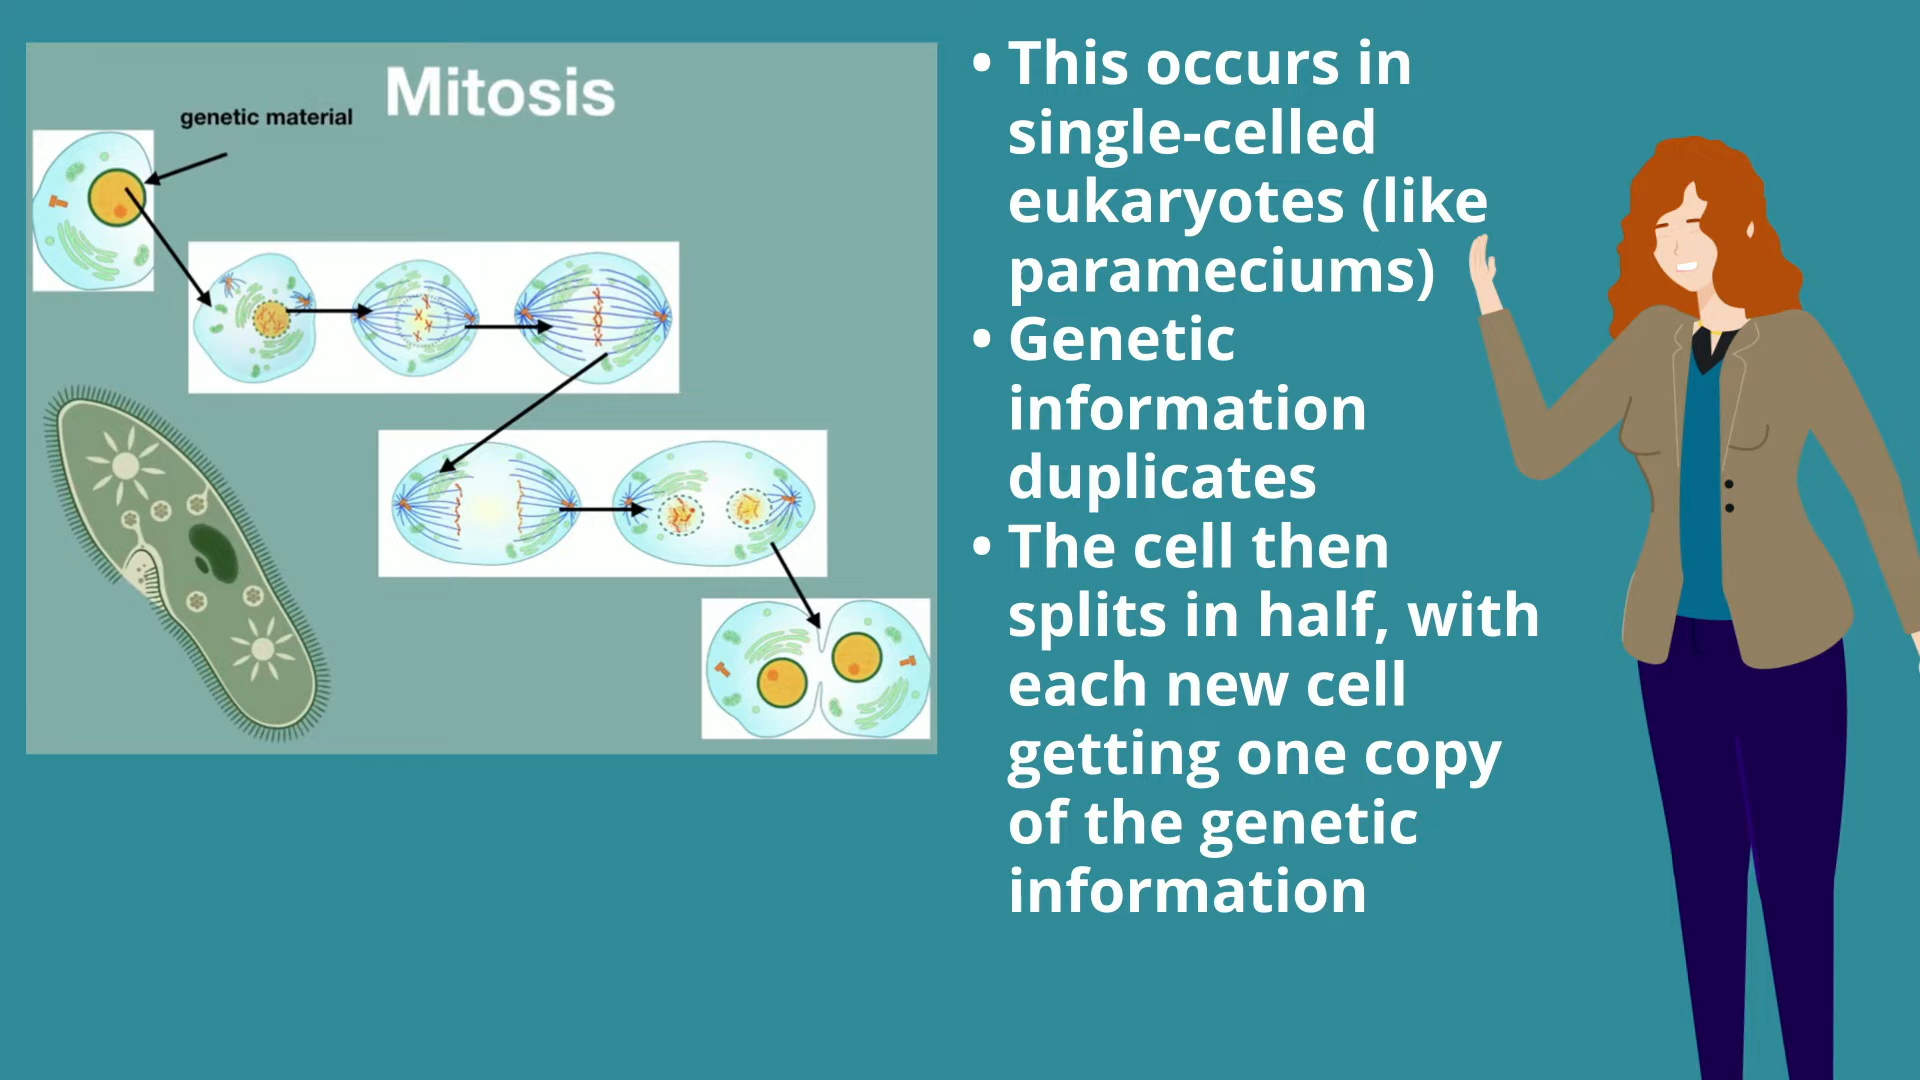 Mitosis
genetic material
• This occurs in
single-celled
eukaryotes (like
parameciums)
• Genetic
information
duplicates
• The cell then
splits in half, with
each new cell
getting one copy
of the genetic
information